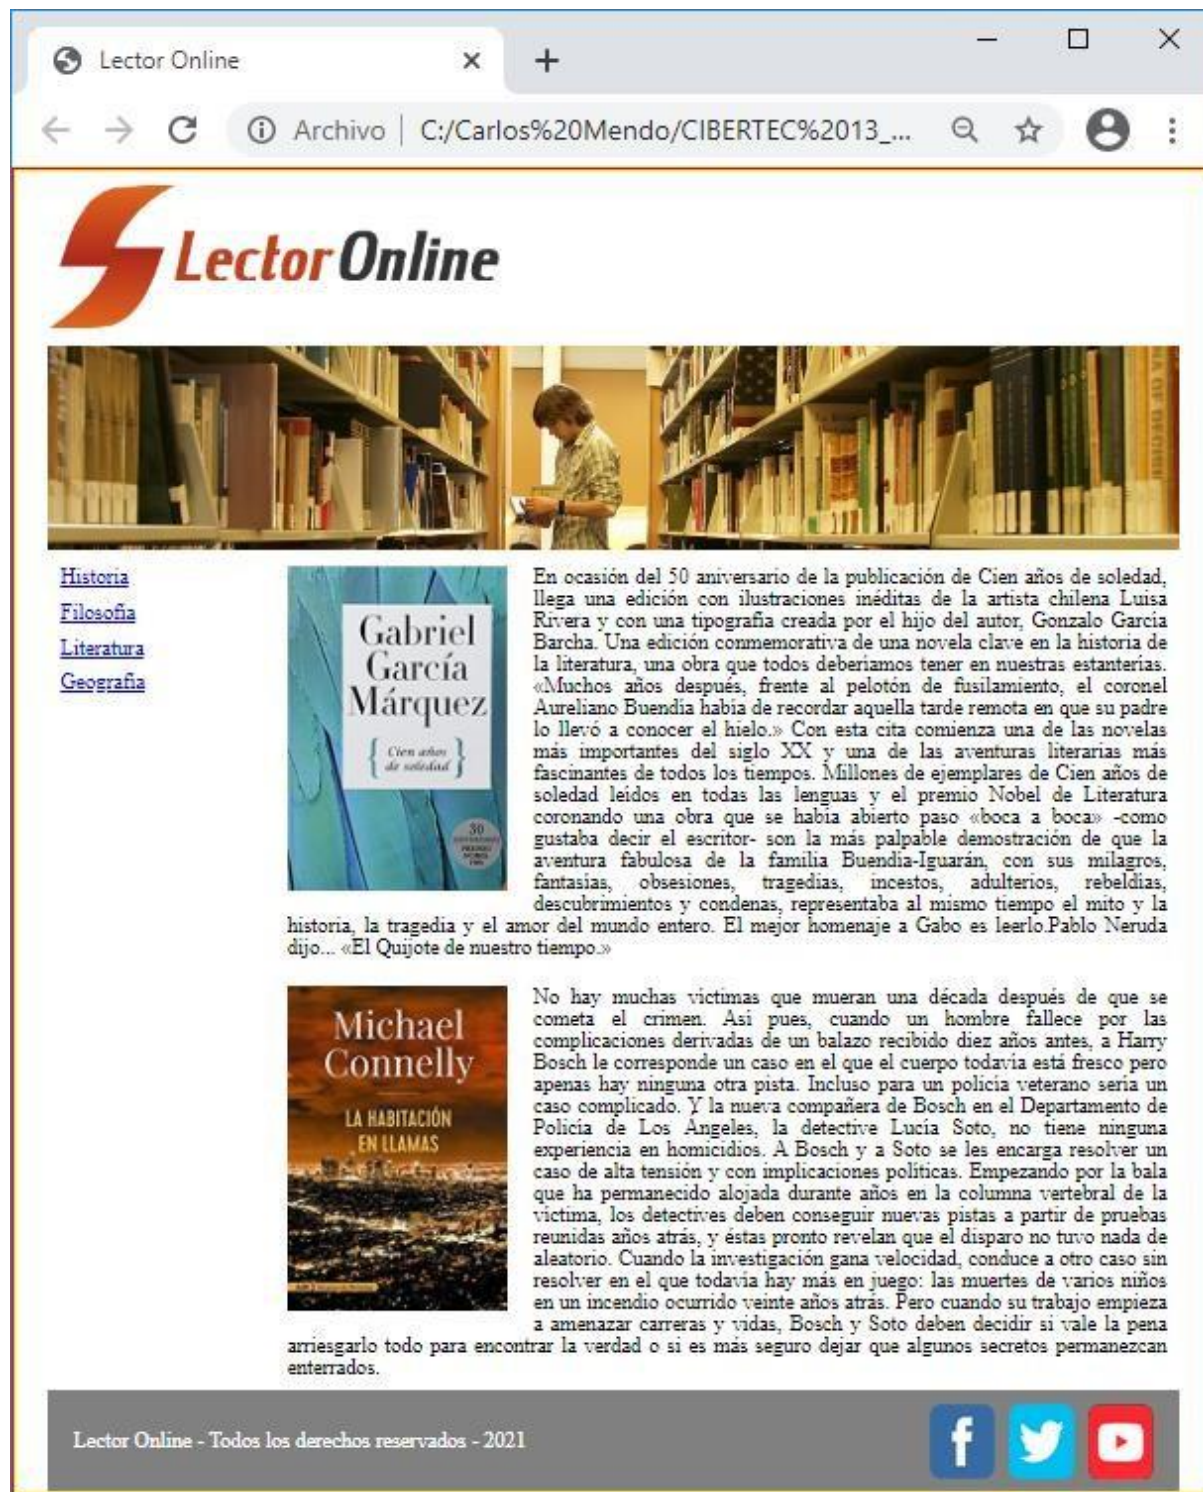 Lector Online
Archivo | C:/Carlos%20Mendo/CIBERTEC%2013_...
Lector Online
Historia
Filosofía
Literatura
Geografía
Gabriel
García
Márquez
{ Cien años
de soledad }
50
PREMIO
NOBEL
En ocasión del 50 aniversario de la publicación de Cien años de soledad,
llega una edición con ilustraciones inéditas de la artista chilena Luisa
Rivera y con una tipografía creada por el hijo del autor, Gonzalo García
Barcha. Una edición conmemorativa de una novela clave en la historia de
la literatura, una obra que todos deberíamos tener en nuestras estanterías.
«Muchos años después, frente al pelotón de fusilamiento, el coronel
Aureliano Buendía había de recordar aquella tarde remota en que su padre
lo llevó a conocer el hielo.» Con esta cita comienza una de las novelas
más importantes del siglo XX y una de las aventuras literarias más
fascinantes de todos los tiempos. Millones de ejemplares de Cien años de
soledad leídos en todas las lenguas y el premio Nobel de Literatura
coronando una obra que se había abierto paso «boca a boca» -como
gustaba decir el escritor- son la más palpable demostración de que la
aventura fabulosa de la familia Buendía-Iguarán, con sus milagros,
fantasías, obsesiones, tragedias, incestos, adulterios, rebeldías,
descubrimientos y condenas, representaba al mismo tiempo el mito y la
historia, la tragedia y el amor del mundo entero. El mejor homenaje a Gabo es leerlo.Pablo Neruda
dijo... «El Quijote de nuestro tiempo.»
Michael
Connelly
LA HABITACIÓN
EN LLAMAS
No hay muchas víctimas que mueran una década después de que se
cometa el crimen. Así pues, cuando un hombre fallece por las
complicaciones derivadas de un balazo recibido diez años antes, a Harry
Bosch le corresponde un caso en el que el cuerpo todavía está fresco pero
apenas hay ninguna otra pista. Incluso para un policía veterano sería un
caso complicado. Y la nueva compañera de Bosch en el Departamento de
Policía de Los Ángeles, la detective Lucía Soto, no tiene ninguna
experiencia en homicidios. A Bosch y a Soto se les encarga resolver un
caso de alta tensión y con implicaciones políticas. Empezando por la bala
que ha permanecido alojada durante años en la columna vertebral de la
víctima, los detectives deben conseguir nuevas pistas a partir de pruebas
reunidas años atrás, y éstas pronto revelan que el disparo no tuvo nada de
aleatorio. Cuando la investigación gana velocidad, conduce a otro caso sin
resolver en el que todavía hay más en juego: las muertes de varios niños
en un incendio ocurrido veinte años atrás. Pero cuando su trabajo empieza
a amenazar carreras y vidas, Bosch y Soto deben decidir si vale la pena
arriesgarlo todo para encontrar la verdad o si es más seguro dejar que algunos secretos permanezcan
enterrados.
Lector Online - Todos los derechos reservados - 2021